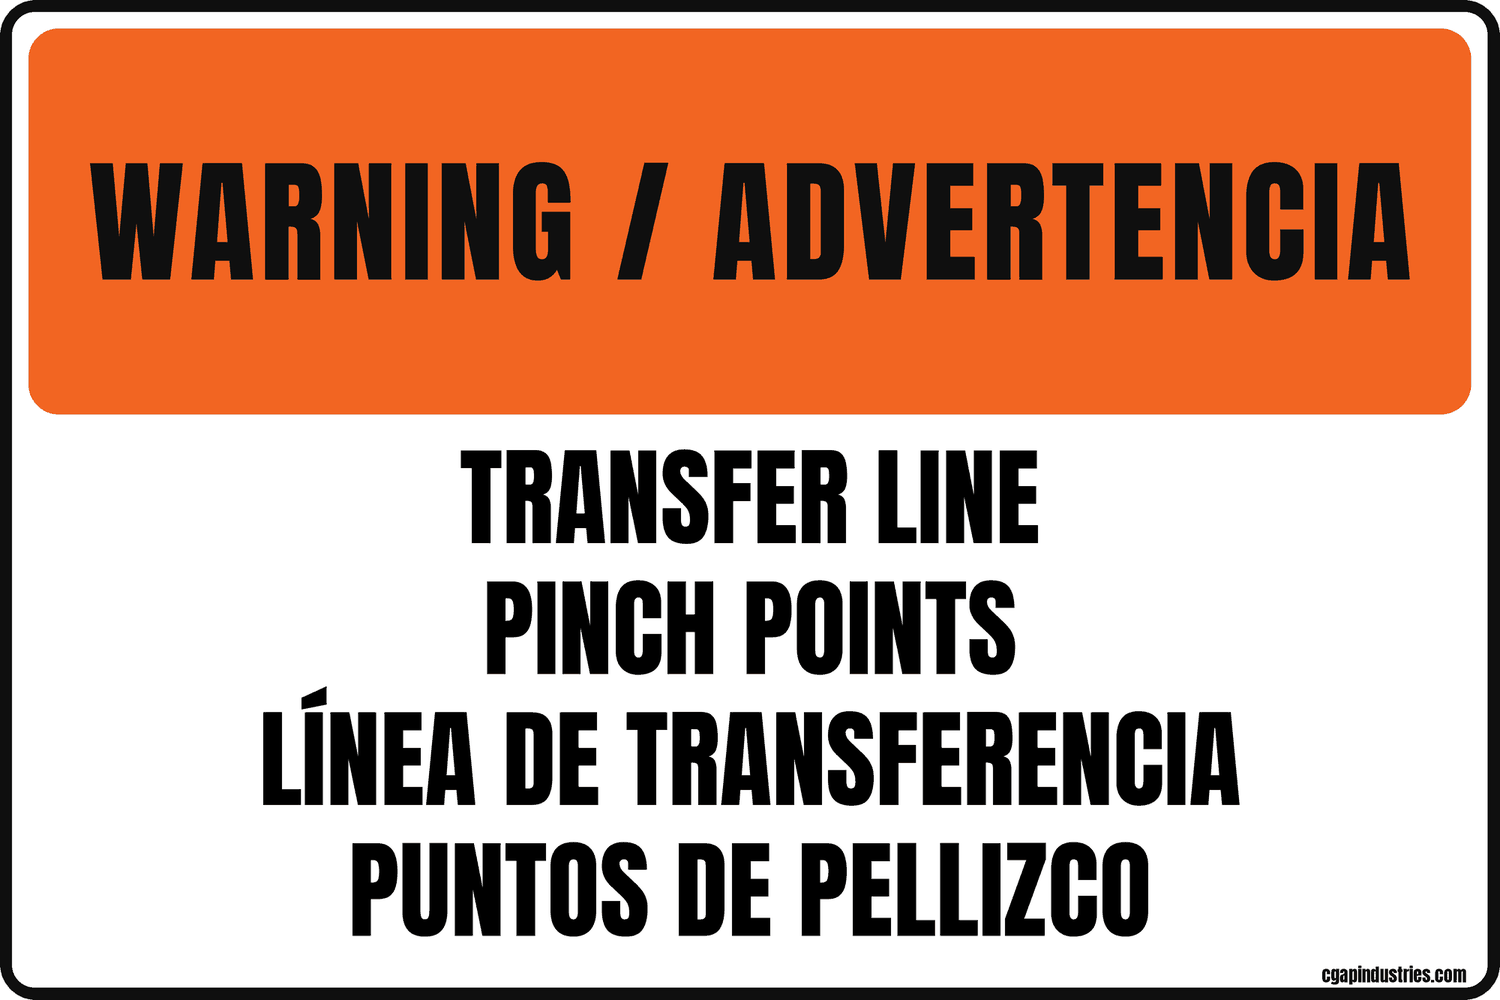 WARNING / ADVERTENCIA
TRANSFER LINE
PINCH POINTS
LÍNEA DE TRANSFERENCIA
PUNTOS DE PELLIZCO
cgapindustries.com